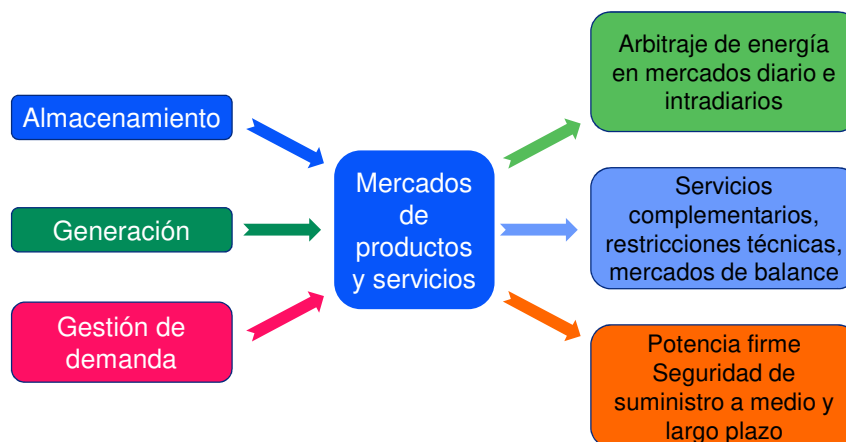 Almacenamiento
Generación
Gestión de
demanda
Mercados
de
productos
y servicios
Arbitraje de energía
en mercados diario e
intradiarios
Servicios
complementarios,
restricciones técnicas,
mercados de balance
Potencia firme
Seguridad de
suministro a medio y
largo plazo